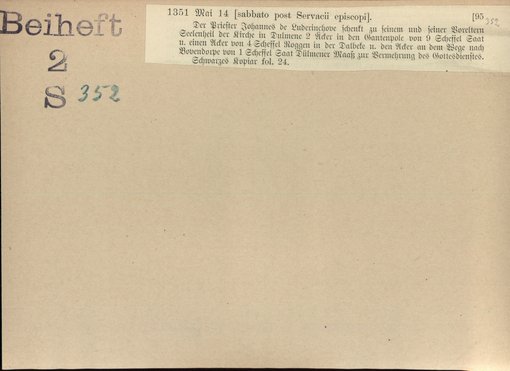 Beiheft
2
S 352
1351 Mai 14 [sabbato post Servacii episcopi]. [95
352
Der Priester Johannes de Luderinchove schenkt zu seinem und seiner Voreltern
Seelenheil der Kirche in Dulmene 2 Äcker in den Gantenpole von 9 Scheffel Saat
u. einen Acker von 4 Scheffel Roggen in der Dalbeke u. den Acker an dem Wege nach
Bovendorpe von 1 Scheffel Saat Dülmener Maaß zur Vermehrung des Gottesdienstes.
Schwarzes Kopiar fol. 24.